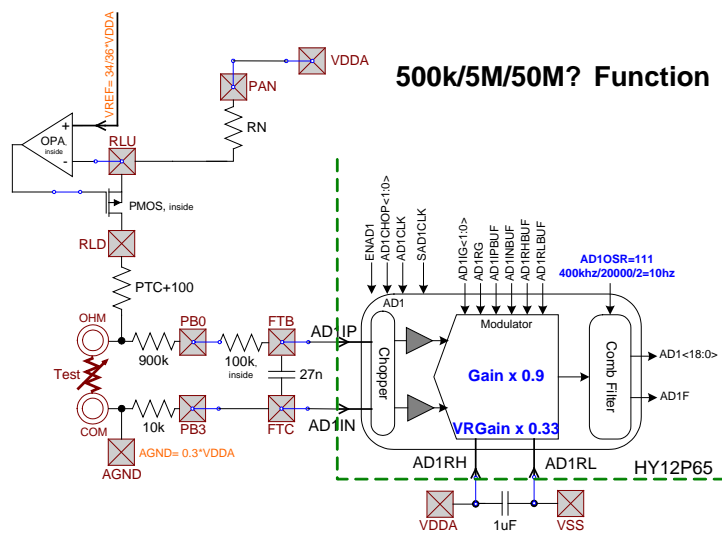 500k/5M/50M? Function
VREF= 34/36*VDDA
VDDA
PAN
RN
OPA,
inside
+
-
RLU
PMOS, inside
RLD
PTC+100
OHM
900k
PB0
100k,
inside
FTB
AD1IP
27n
Test
COM
10k
PB3
FTC
AD1IN
AGND
AGND= 0.3*VDDA
ENAD1
AD1CHOP<1:0>
AD1CLK
SAD1CLK
AD1IG<1:0>
AD1RG
AD1IPBUF
AD1INBUF
AD1RHBUF
AD1RLBUF
AD1OSR=111
400khz/20000/2=10hz
AD1
Chopper
Modulator
Gain x 0.9
VRGain x 0.33
Comb Filter
AD1<18:0>
AD1F
AD1RH
AD1RL
HY12P65
VDDA
1uF
VSS